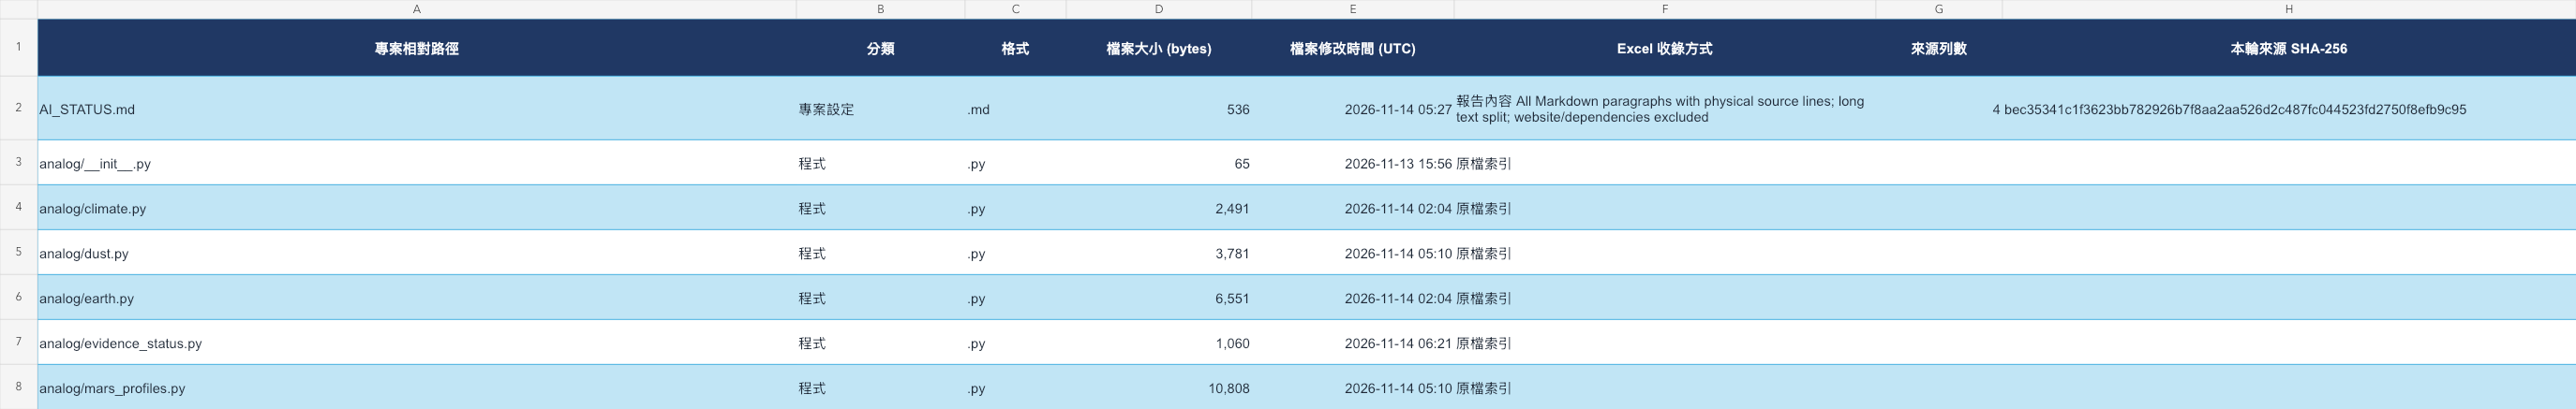 A B C D E F G H
1 專案相對路徑 分類 格式 檔案大小 (bytes) 檔案修改時間 (UTC) Excel 收錄方式 來源列數 本輪來源 SHA-256
2 AI_STATUS.md 專案設定 .md 536 2026-11-14 05:27 報告內容 All Markdown paragraphs with physical source lines; long
text split; website/dependencies excluded 4 bec35341c1f3623bb782926b7f8aa2aa526d2c487fc044523fd2750f8efb9c95
3 analog/__init__.py 程式 .py 65 2026-11-13 15:56 原檔索引
4 analog/climate.py 程式 .py 2,491 2026-11-14 02:04 原檔索引
5 analog/dust.py 程式 .py 3,781 2026-11-14 05:10 原檔索引
6 analog/earth.py 程式 .py 6,551 2026-11-14 02:04 原檔索引
7 analog/evidence_status.py 程式 .py 1,060 2026-11-14 06:21 原檔索引
8 analog/mars_profiles.py 程式 .py 10,808 2026-11-14 05:10 原檔索引